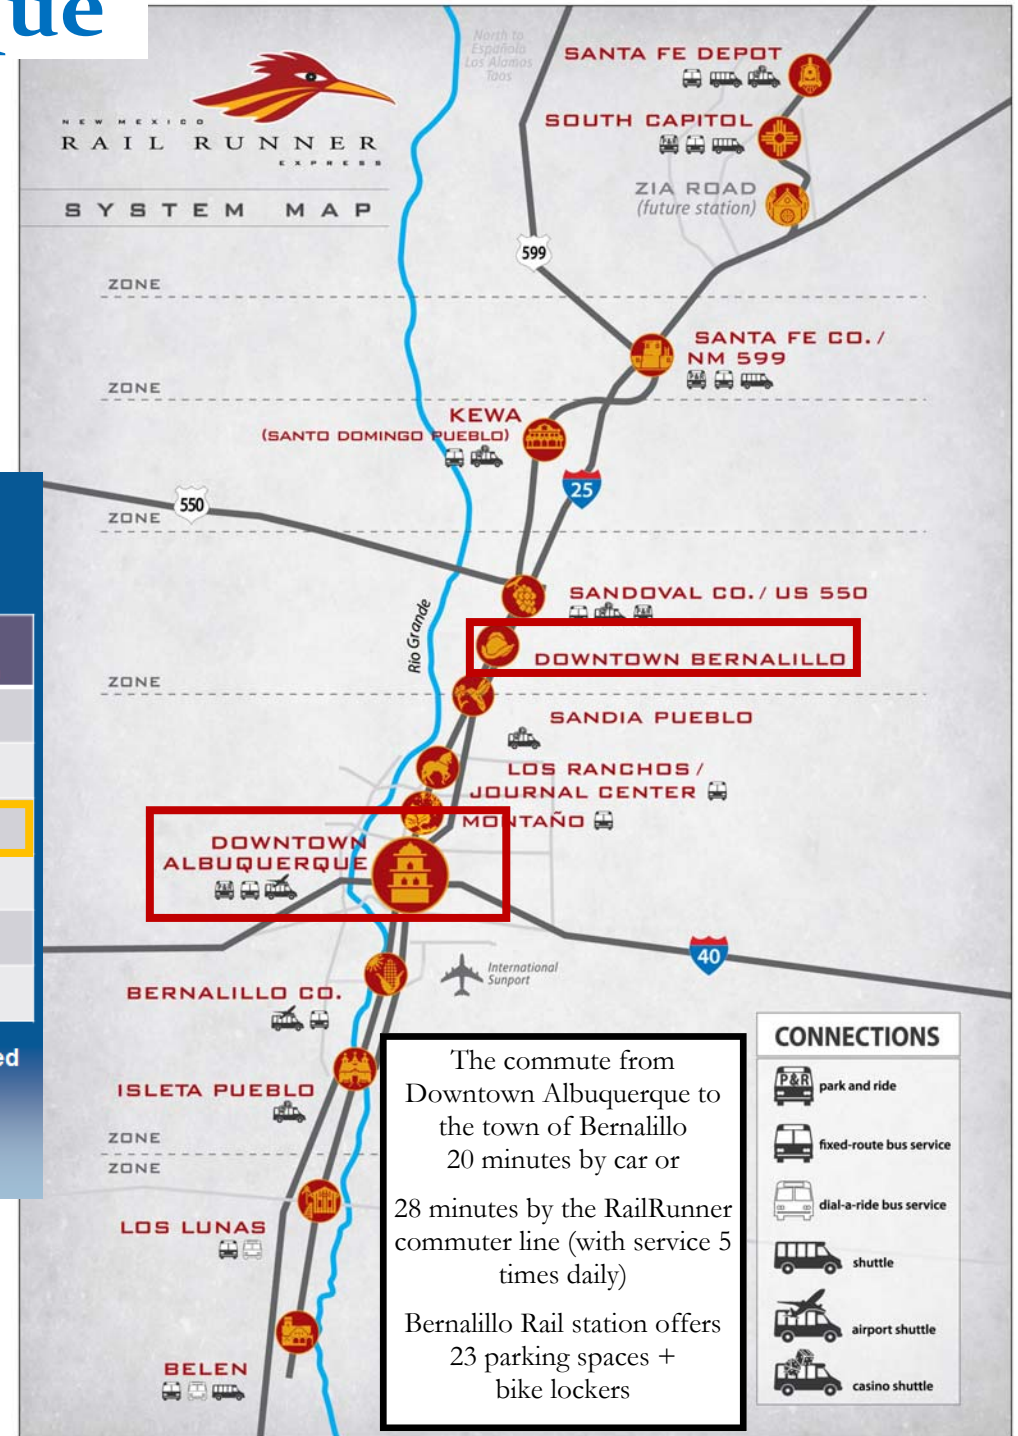 que
North to
Española
Los Alamos
Taos
NEW MEXICO
RAIL RUNNER
EXPRESS
SYSTEM MAP
SANTA FE DEPOT
SOUTH CAPITOL
ZIA ROAD
(future station)
599
ZONE
SANTA FE CO. /
NM 599
ZONE
KEWA
(SANTO DOMINGO PUEBLO)
25
550
ZONE
SANDOVAL CO. / US 550
Rio Grande
DOWNTOWN BERNALILLO
ZONE
SANDIA PUEBLO
LOS RANCHOS /
JOURNAL CENTER
MONTAÑO
DOWNTOWN
ALBUQUERQUE
40
International
Sunport
BERNALILLO CO.
ed
ISLETA PUEBLO
ZONE
ZONE
LOS LUNAS
BELEN
The commute from
Downtown Albuquerque to
the town of Bernalillo
20 minutes by car or
28 minutes by the RailRunner
commuter line (with service 5
times daily)
Bernalillo Rail station offers
23 parking spaces +
bike lockers
CONNECTIONS
P&R park and ride
fixed-route bus service
dial-a-ride bus service
shuttle
airport shuttle
casino shuttle